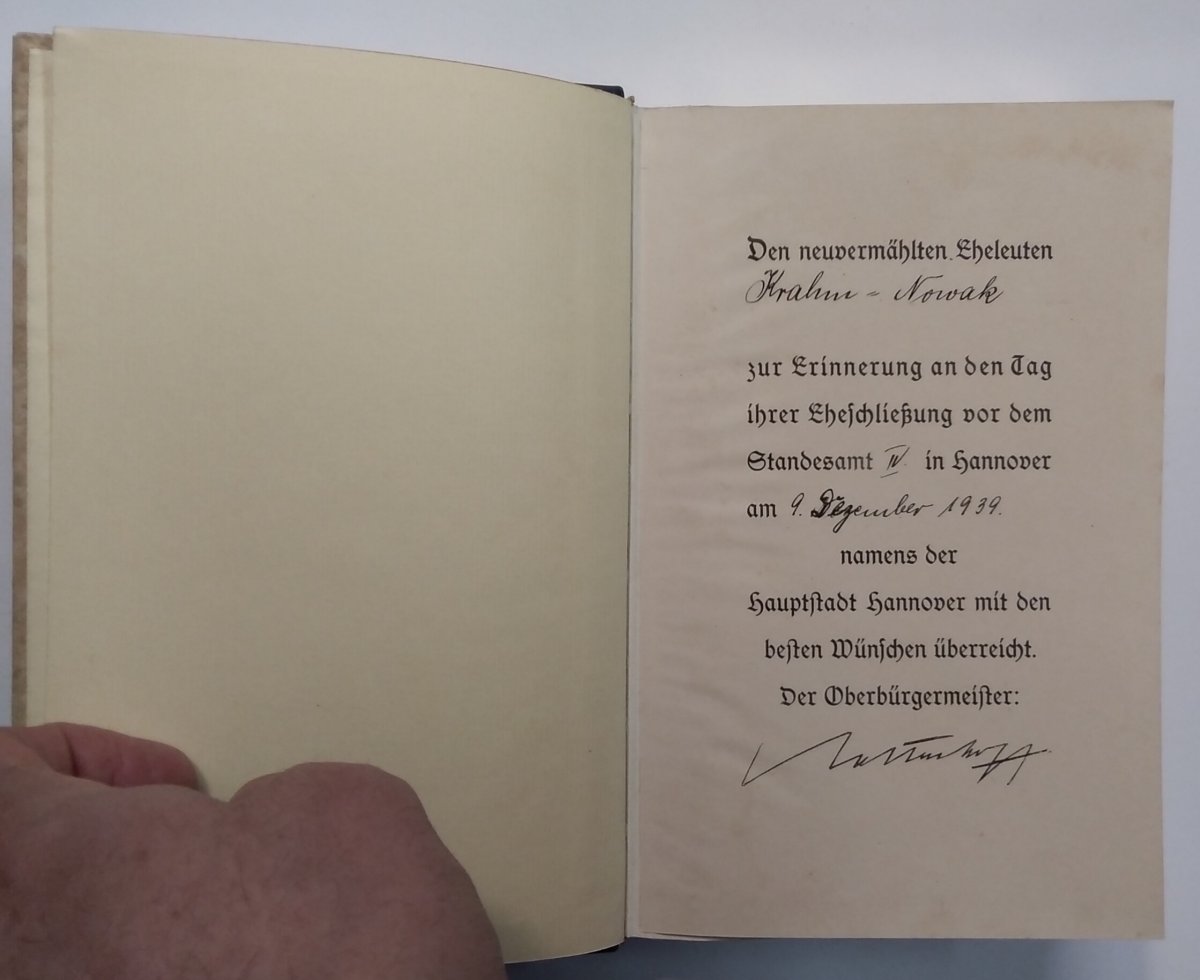 Den neuvermählten Eheleuten
Krahn = Nowak
zur Erinnerung an den Tag
ihrer Eheschließung vor dem
Standesamt IV. in Hannover
am 9. Dezember 1939.
namens der
Hauptstadt Hannover mit den
besten Wünschen überreicht.
Der Oberbürgermeister: